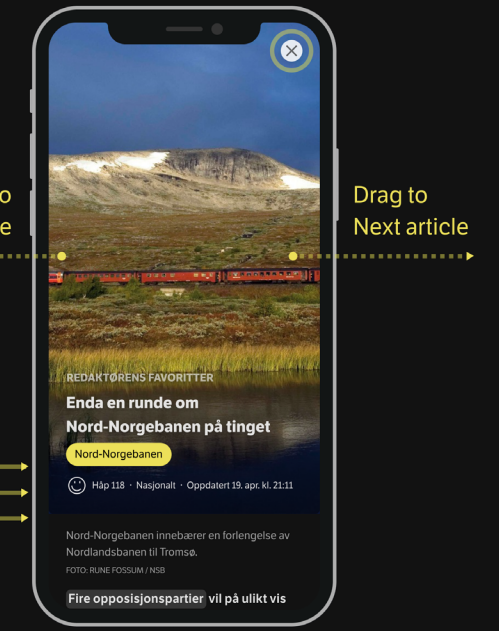 o
e
Drag to
Next article
REDAKTØRENS FAVORITTER
Enda en runde om
Nord-Norgebanen på tinget
Nord-Norgebanen
Håp 118 · Nasjonalt · Oppdatert 19. apr. kl. 21:11
Nord-Norgebanen innebærer en forlengelse av
Nordlandsbanen til Tromsø.
FOTO: RUNE FOSSUM / NSB
Fire opposisjonspartier vil på ulikt vis